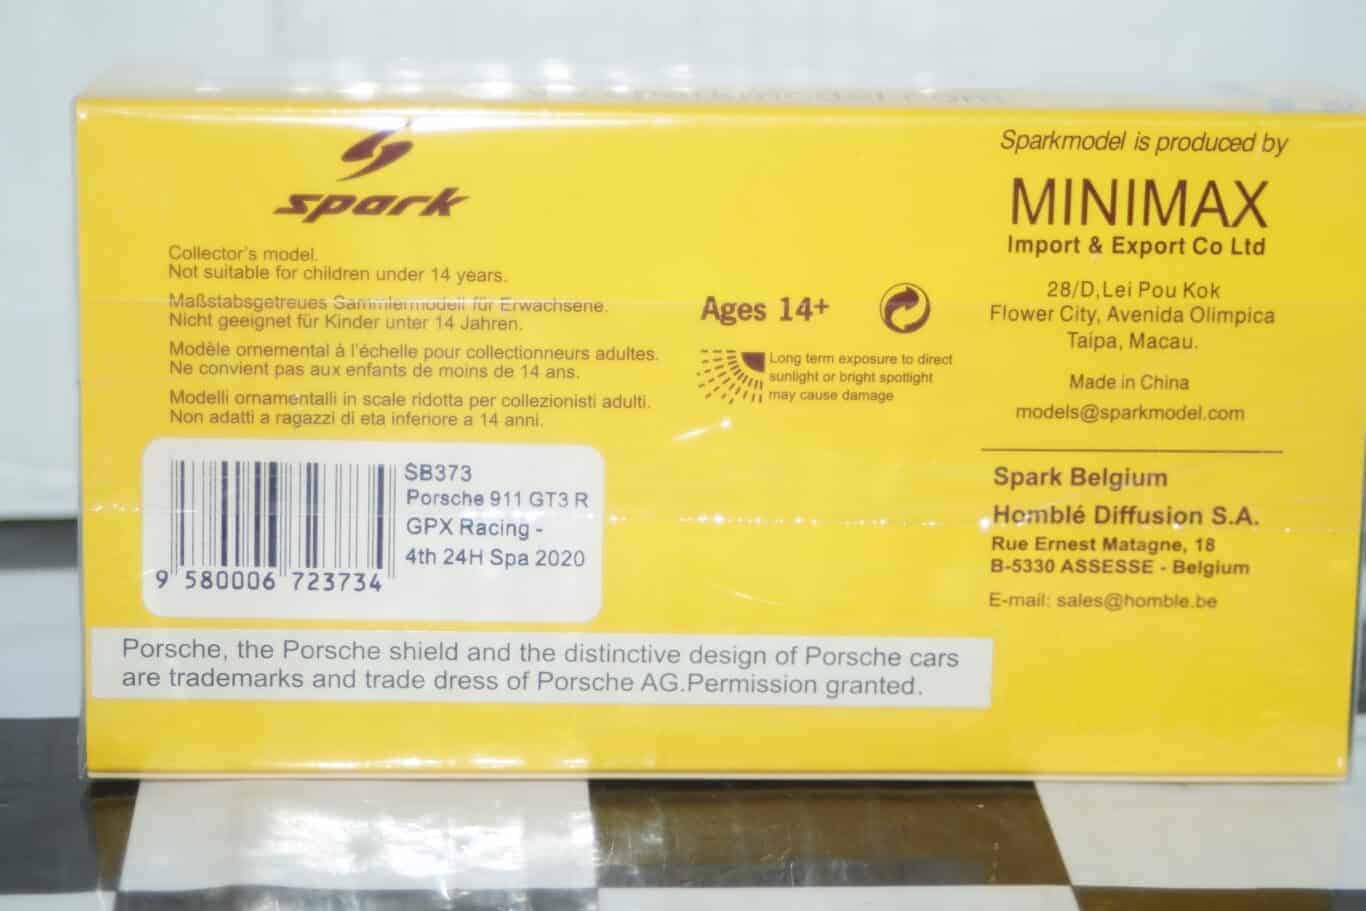 spark
Collector's model.
Not suitable for children under 14 years.
Maßstabsgetreues Sammlermodell für Erwachsene.
Nicht geeignet für Kinder unter 14 Jahren.
Modèle ornemental à l'échelle pour collectionneurs adultes.
Ne convient pas aux enfants de moins de 14 ans.
Modelli ornamentalli in scale ridotta per collezionisti adulti.
Non adatti a ragazzi di eta inferiore a 14 anni.
Ages 14+
Long term exposure to direct
sunlight or bright spotlight
may cause damage
Sparkmodel is produced by
MINIMAX
Import & Export Co Ltd
28/D,Lei Pou Kok
Flower City, Avenida Olimpica
Taipa, Macau.
Made in China
models@sparkmodel.com
Spark Belgium
Homblé Diffusion S.A.
Rue Ernest Matagne, 18
B-5330 ASSESSE - Belgium
E-mail: sales@homble.be
SB373
Porsche 911 GT3 R
GPX Racing -
4th 24H Spa 2020
9 580006 723734
Porsche, the Porsche shield and the distinctive design of Porsche cars
are trademarks and trade dress of Porsche AG.Permission granted.